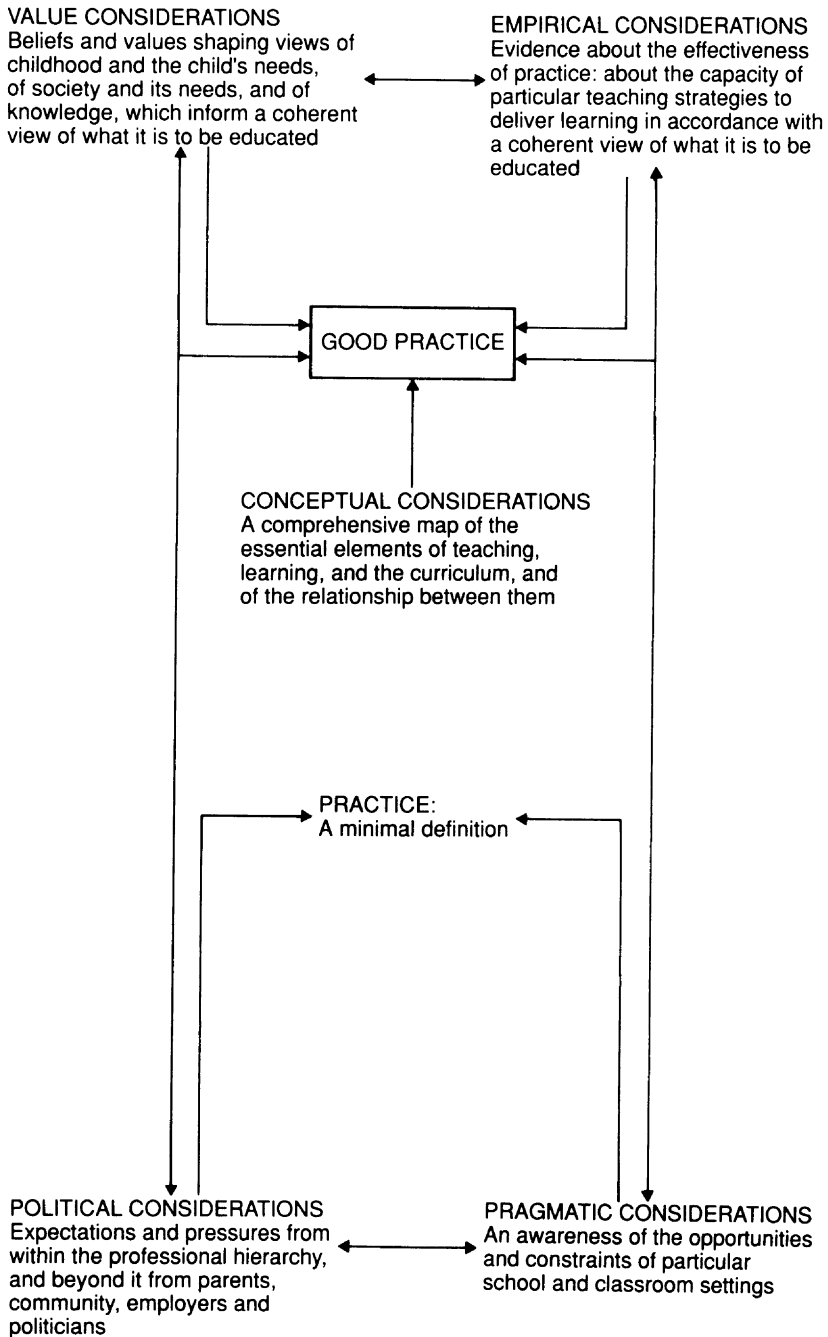 VALUE CONSIDERATIONS
Beliefs and values shaping views of
childhood and the child's needs,
of society and its needs, and of
knowledge, which inform a coherent
view of what it is to be educated
EMPIRICAL CONSIDERATIONS
Evidence about the effectiveness
of practice: about the capacity of
particular teaching strategies to
deliver learning in accordance with
a coherent view of what it is to be
educated
GOOD PRACTICE
CONCEPTUAL CONSIDERATIONS
A comprehensive map of the
essential elements of teaching,
learning, and the curriculum, and
of the relationship between them
PRACTICE:
A minimal definition
POLITICAL CONSIDERATIONS
Expectations and pressures from
within the professional hierarchy,
and beyond it from parents,
community, employers and
politicians
PRAGMATIC CONSIDERATIONS
An awareness of the opportunities
and constraints of particular
school and classroom settings